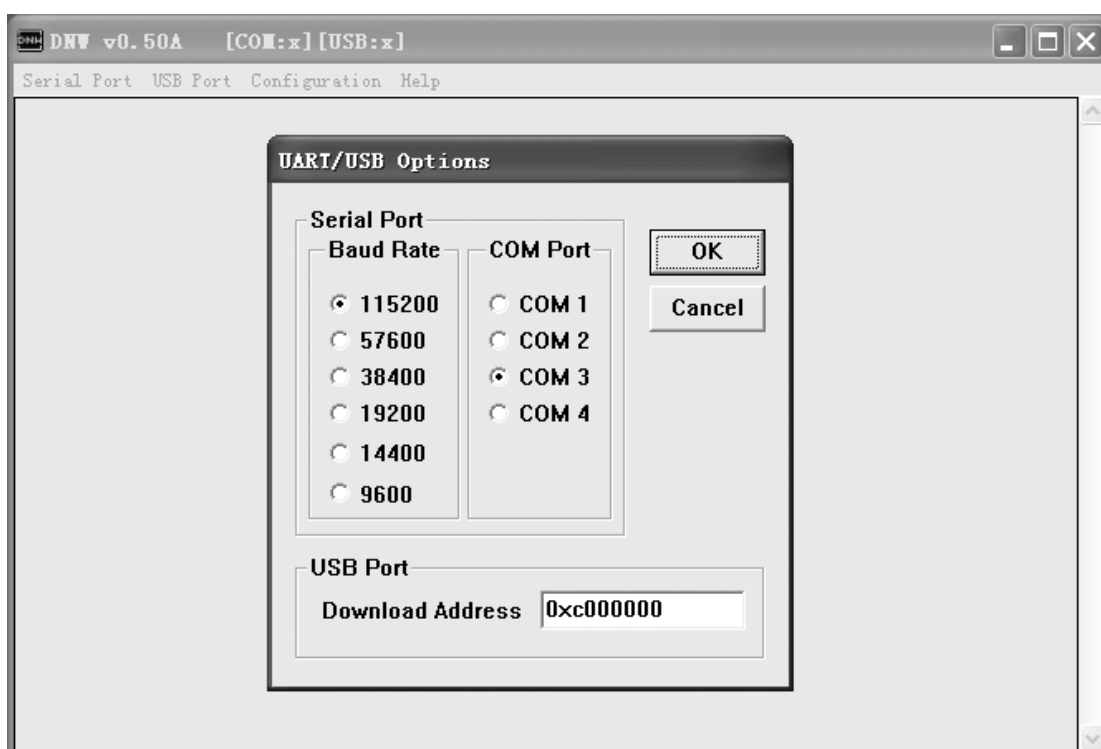 DNW v0.50A [COM:x][USB:x]
Serial Port USB Port Configuration Help
UART/USB Options
Serial Port
Baud Rate
115200
57600
38400
19200
14400
9600
COM Port
COM 1
COM 2
COM 3
COM 4
OK
Cancel
USB Port
Download Address 0xc000000